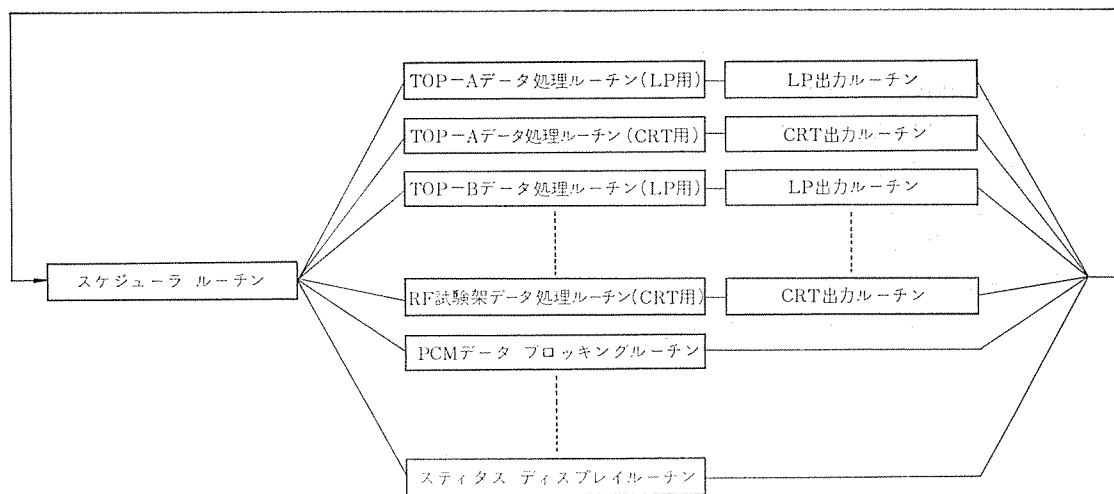 TOP－Aデータ処理ルーチン(LP用)
LP出力ルーチン
TOP－Aデータ処理ルーチン(CRT用)
CRT出力ルーチン
TOP－Bデータ処理ルーチン(LP用)
LP出力ルーチン
スケジューラ ルーチン
RF試験架データ処理ルーチン(CRT用)
CRT出力ルーチン
PCMデータ ブロッキングルーチン
スティタス ディスプレイルーチン